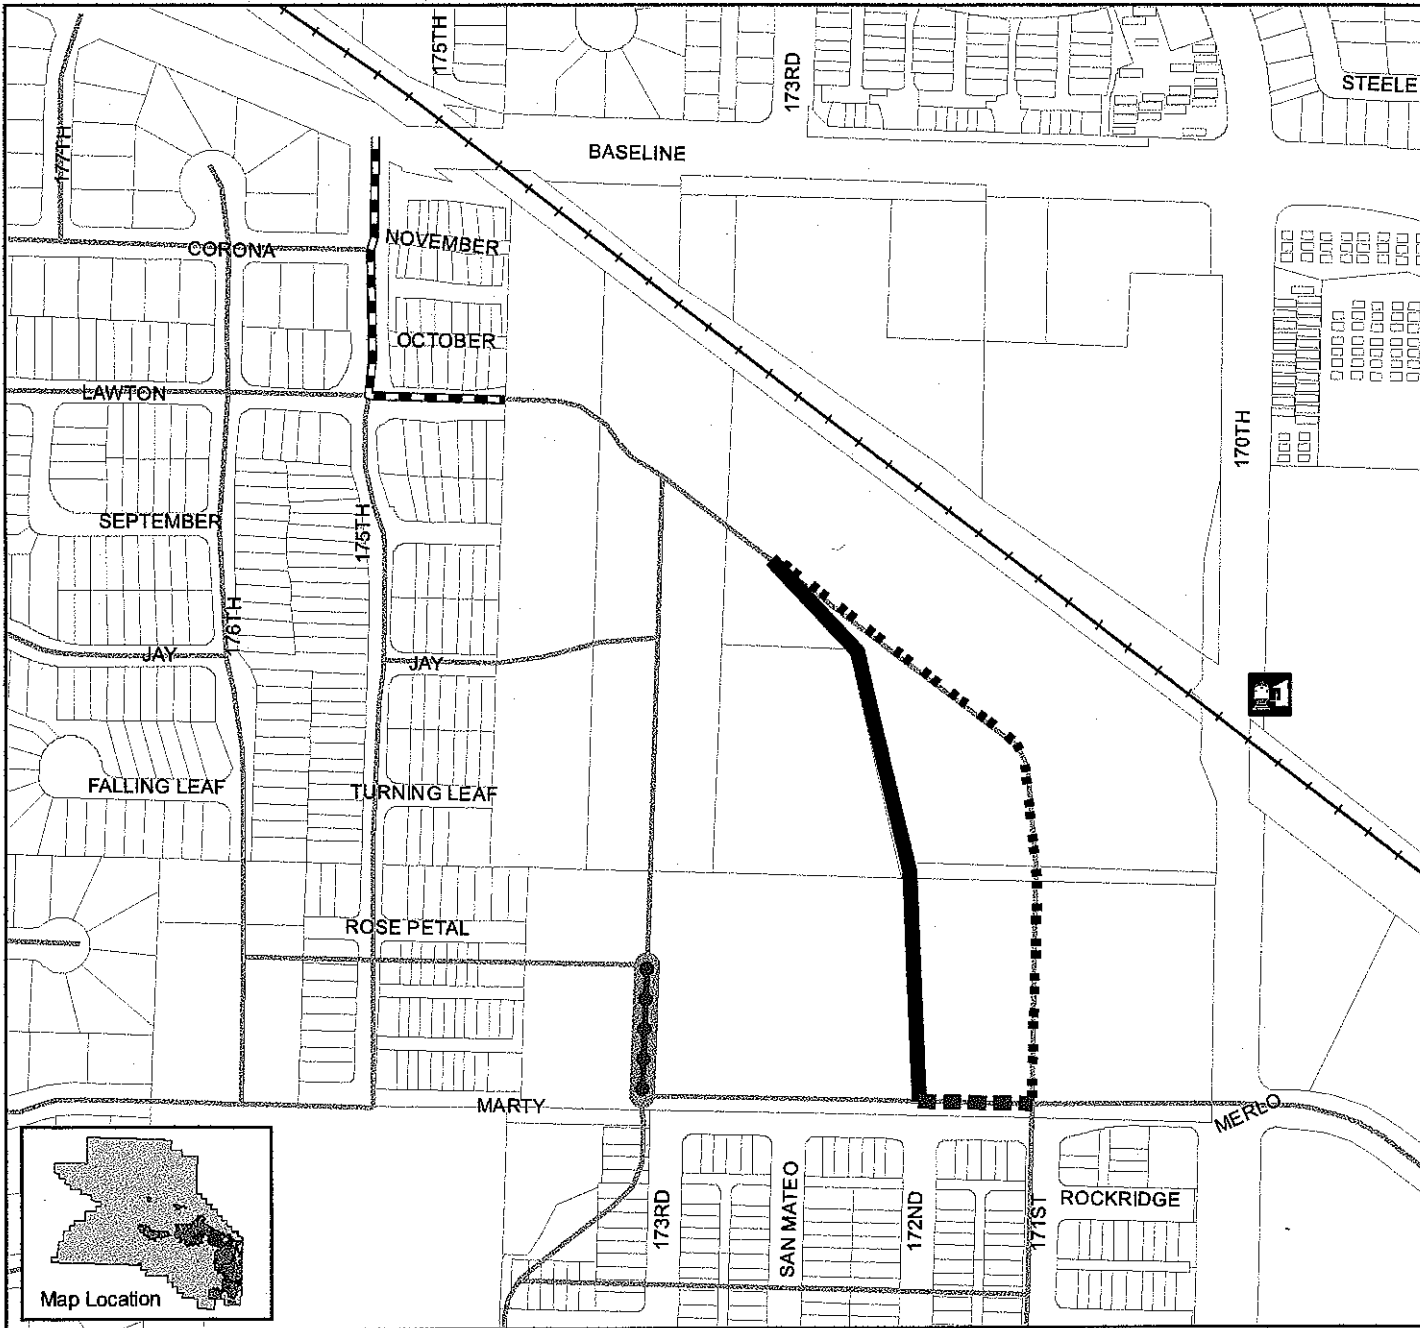 175TH
173RD
STEELE
177TH
BASELINE
CORONA
NOVEMBER
OCTOBER
LAWTON
170TH
SEPTEMBER
175TH
176TH
JAY
JAY
FALLING LEAF
TURNING LEAF
ROSE PETAL
MARTY
MERLO
173RD
SAN MATEO
172ND
171ST
ROCKRIDGE
Map Location